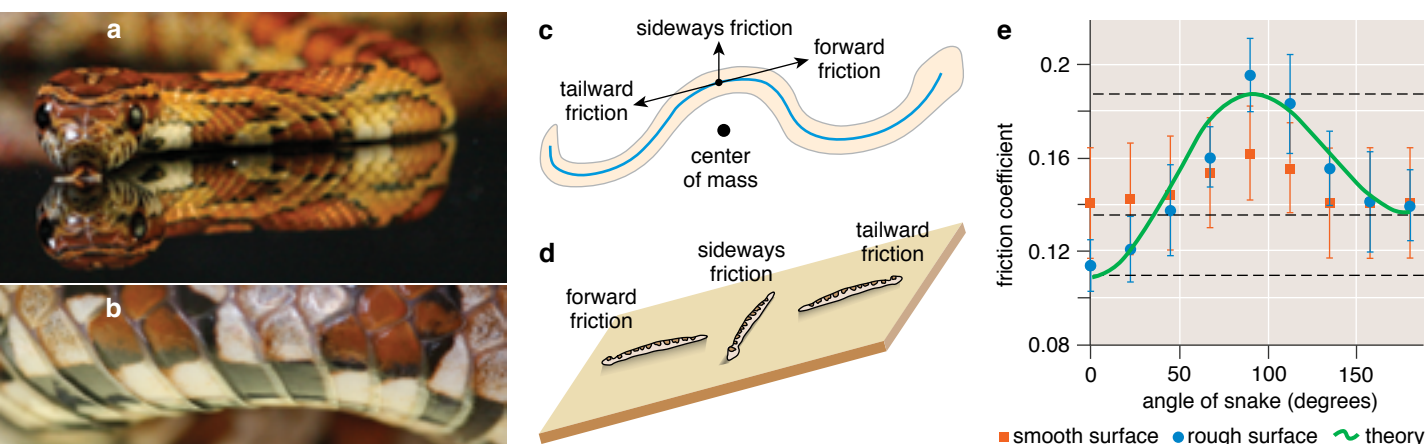 a
b
c
sideways friction
forward
friction
tailward
friction
center
of mass
d
forward
friction
sideways
friction
tailward
friction
e
friction coefficient
0.2
0.16
0.12
0.08
0
50
100
150
angle of snake (degrees)
smooth surface
rough surface
theory